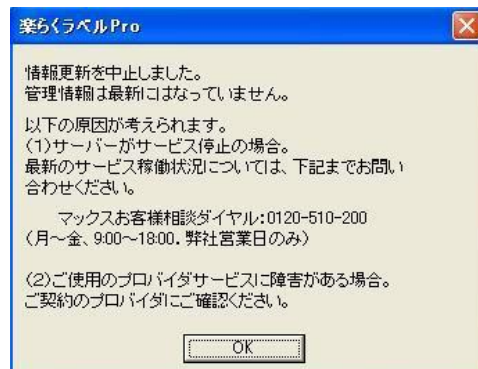 楽らくラベルPro
情報更新を中止しました。
管理情報は最新にはなっていません。
以下の原因が考えられます。
(1)サーバーがサービス停止の場合。
最新のサービス稼働状況については、下記までお問い
合わせください。
マックスお客様相談ダイヤル:0120-510-200
(月～金、9:00～18:00. 弊社営業日のみ)
(2)ご使用のプロバイダサービスに障害がある場合。
ご契約のプロバイダにご確認ください。
OK